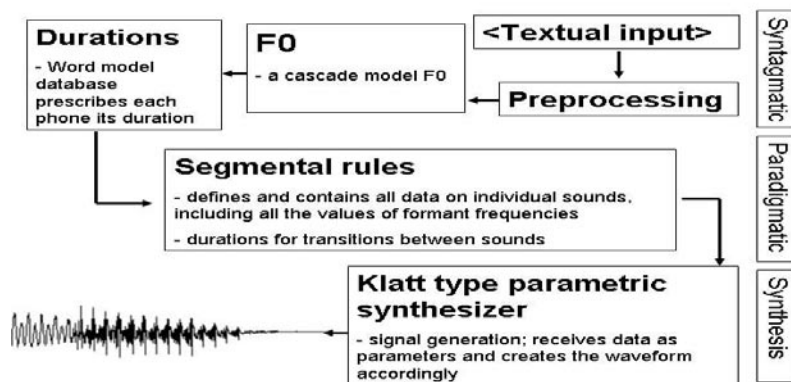 <Textual input>
Preprocessing
F0
- a cascade model F0
Durations
- Word model
database
prescribes each
phone its duration
Syntagmatic
Segmental rules
- defines and contains all data on individual sounds,
including all the values of formant frequencies
- durations for transitions between sounds
Paradigmatic
Klatt type parametric
synthesizer
- signal generation; receives data as
parameters and creates the waveform
accordingly
Synthesis